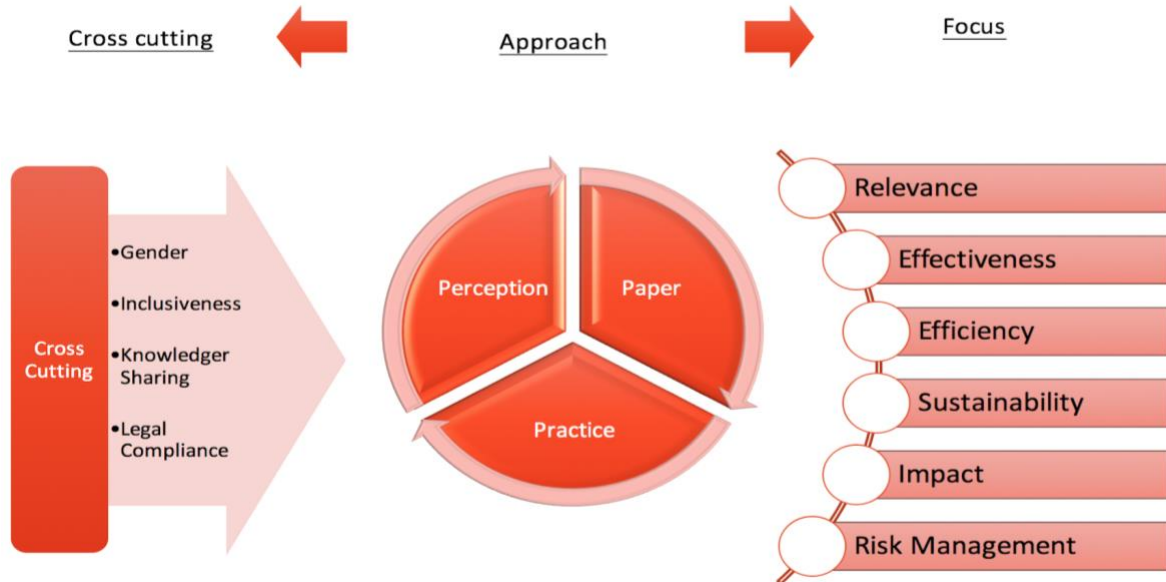 Cross cutting
Approach
Focus
Cross
Cutting
•Gender
•Inclusiveness
•Knowledger
Sharing
•Legal
Compliance
Perception
Paper
Practice
Relevance
Effectiveness
Efficiency
Sustainability
Impact
Risk Management